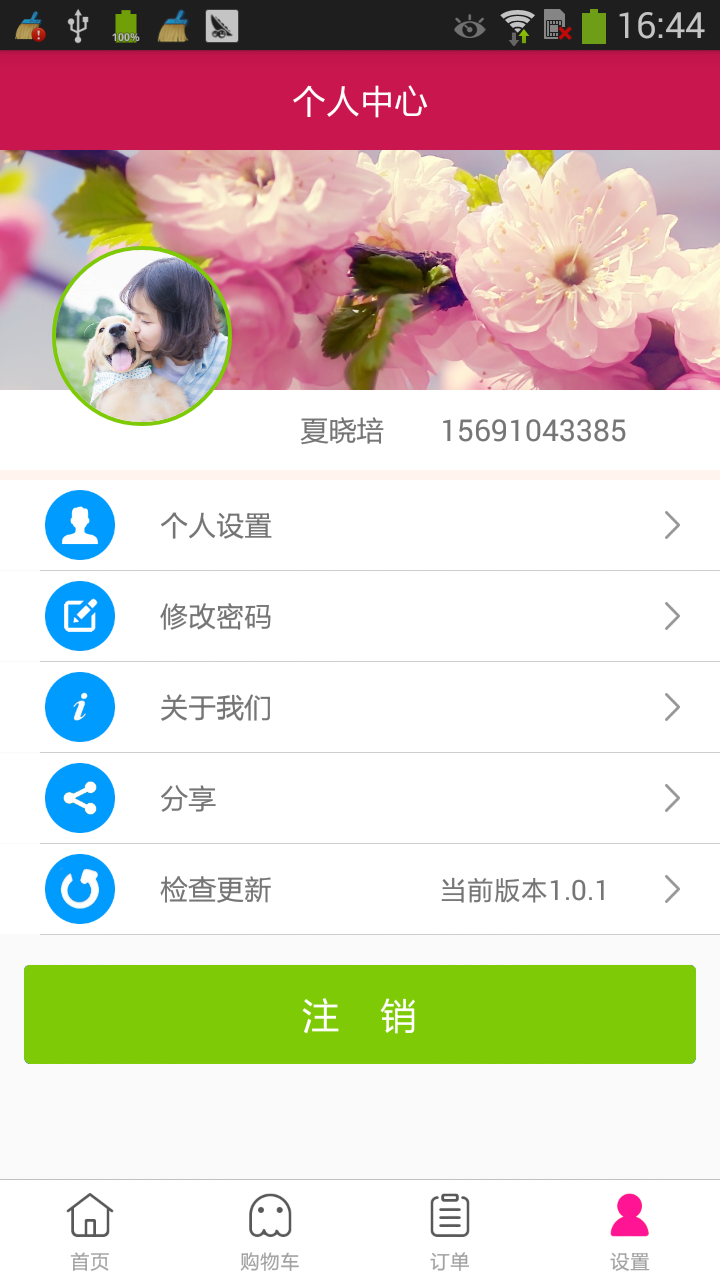 100%
16:44
个人中心
夏晓培 15691043385
个人设置
修改密码
关于我们
分享
检查更新 当前版本1.0.1
注 销
首页 购物车 订单 设置